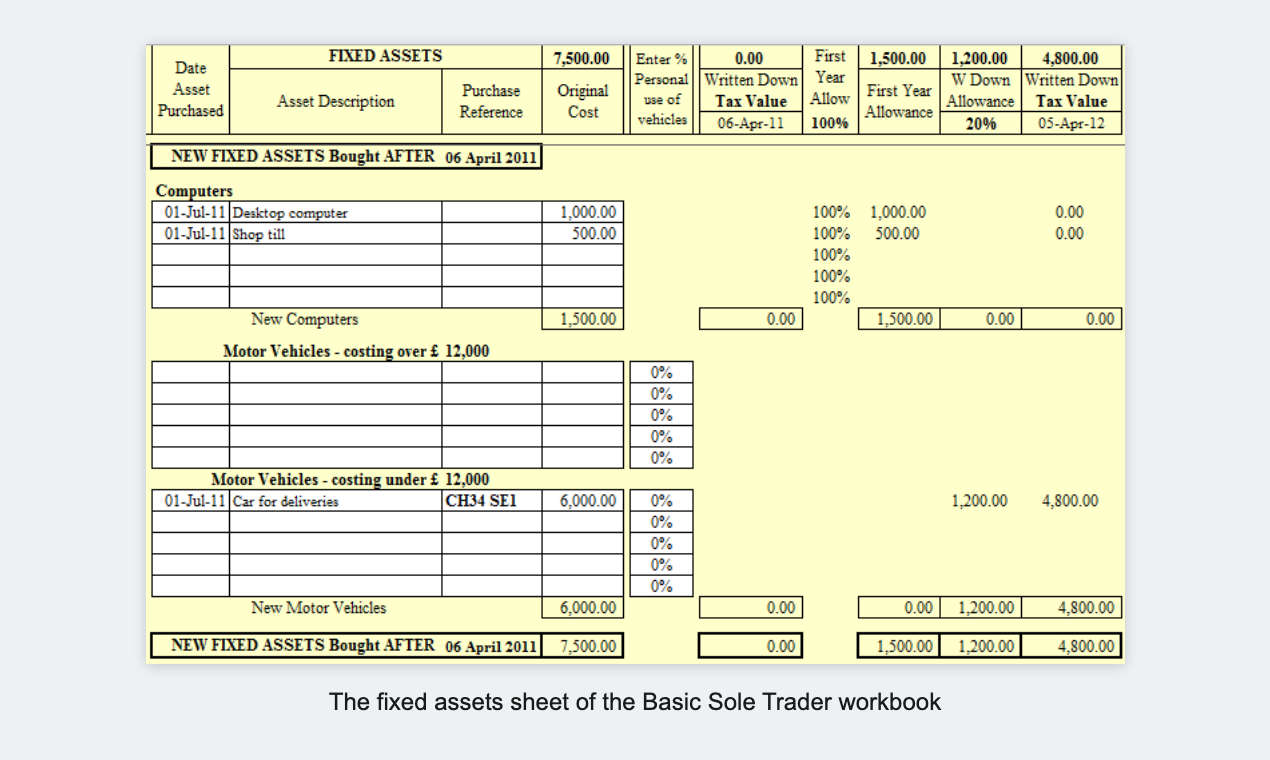 FIXED ASSETS 7,500.00 Enter % 0.00 First 1,500.00 1,200.00 4,800.00
Date Asset Purchased Asset Description Purchase Reference Original Cost Personal use of vehicles Written Down Tax Value Year Allow First Year Allowance W Down Allowance Written Down Tax Value
06-Apr-11 100% 20% 05-Apr-12
NEW FIXED ASSETS Bought AFTER 06 April 2011
Computers
01-Jul-11 Desktop computer 1,000.00 100% 1,000.00 0.00
01-Jul-11 Shop till 500.00 100% 500.00 0.00
100%
100%
100%
New Computers 1,500.00 0.00 1,500.00 0.00 0.00
Motor Vehicles - costing over £ 12,000
0%
0%
0%
0%
0%
Motor Vehicles - costing under £ 12,000
01-Jul-11 Car for deliveries CH34 SE1 6,000.00 0% 1,200.00 4,800.00
0%
0%
0%
0%
New Motor Vehicles 6,000.00 0.00 0.00 1,200.00 4,800.00
NEW FIXED ASSETS Bought AFTER 06 April 2011 7,500.00 0.00 1,500.00 1,200.00 4,800.00
The fixed assets sheet of the Basic Sole Trader workbook